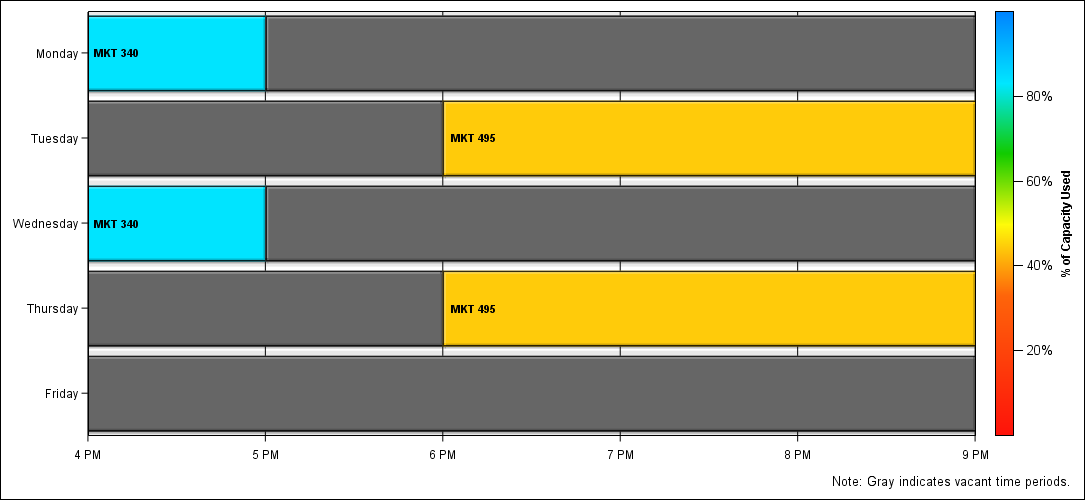 Monday
MKT 340
Tuesday
MKT 495
Wednesday
MKT 340
Thursday
MKT 495
Friday
4 PM 5 PM 6 PM 7 PM 8 PM 9 PM
80%
60%
40%
20%
% of Capacity Used
Note: Gray indicates vacant time periods.